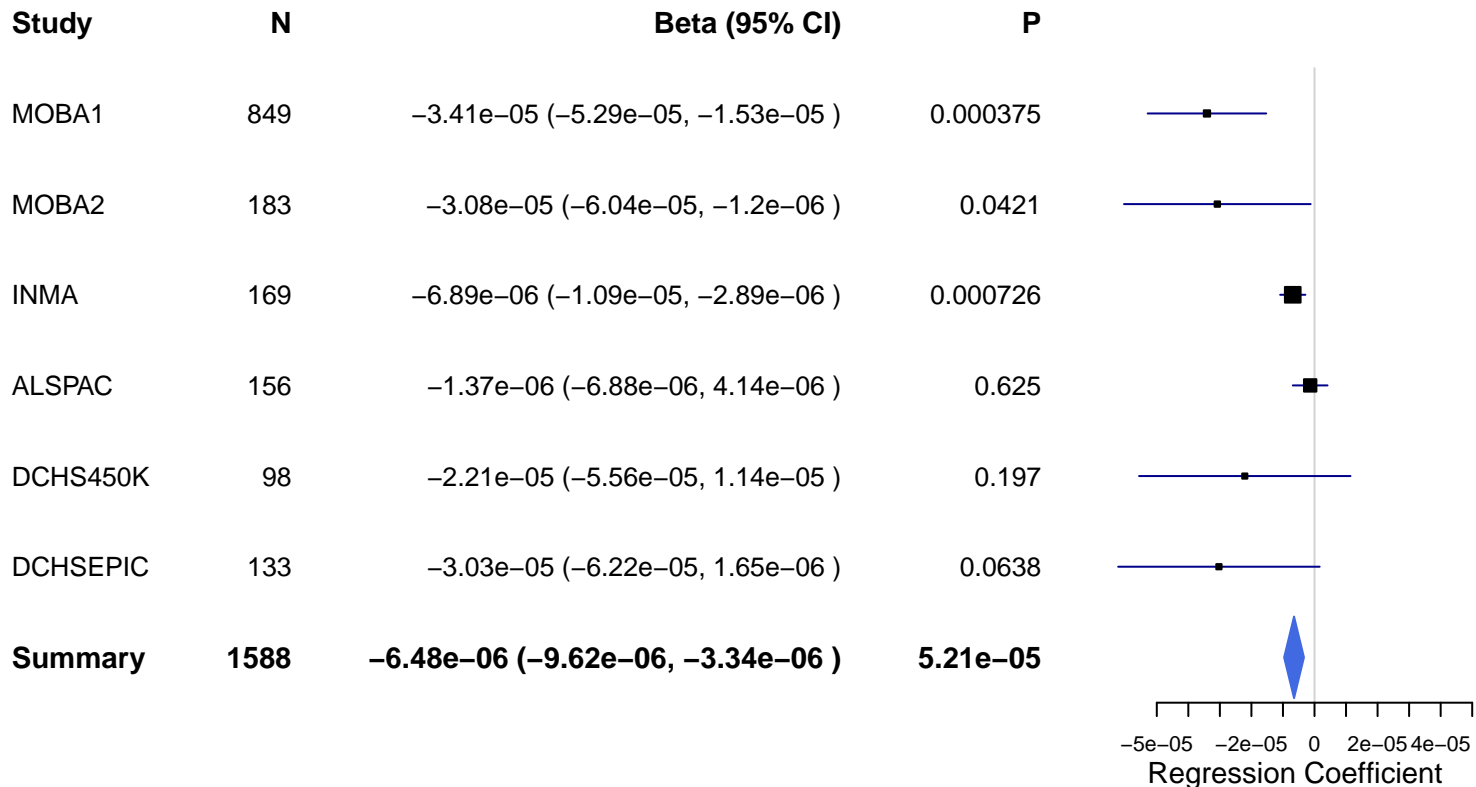 Study N Beta (95% CI) P
MOBA1 849 −3.41e−05 (−5.29e−05, −1.53e−05 ) 0.000375
MOBA2 183 −3.08e−05 (−6.04e−05, −1.2e−06 ) 0.0421
INMA 169 −6.89e−06 (−1.09e−05, −2.89e−06 ) 0.000726
ALSPAC 156 −1.37e−06 (−6.88e−06, 4.14e−06 ) 0.625
DCHS450K 98 −2.21e−05 (−5.56e−05, 1.14e−05 ) 0.197
DCHSEPIC 133 −3.03e−05 (−6.22e−05, 1.65e−06 ) 0.0638
Summary 1588 −6.48e−06 (−9.62e−06, −3.34e−06 ) 5.21e−05
−5e−05 −2e−05 0 2e−05 4e−05
Regression Coefficient